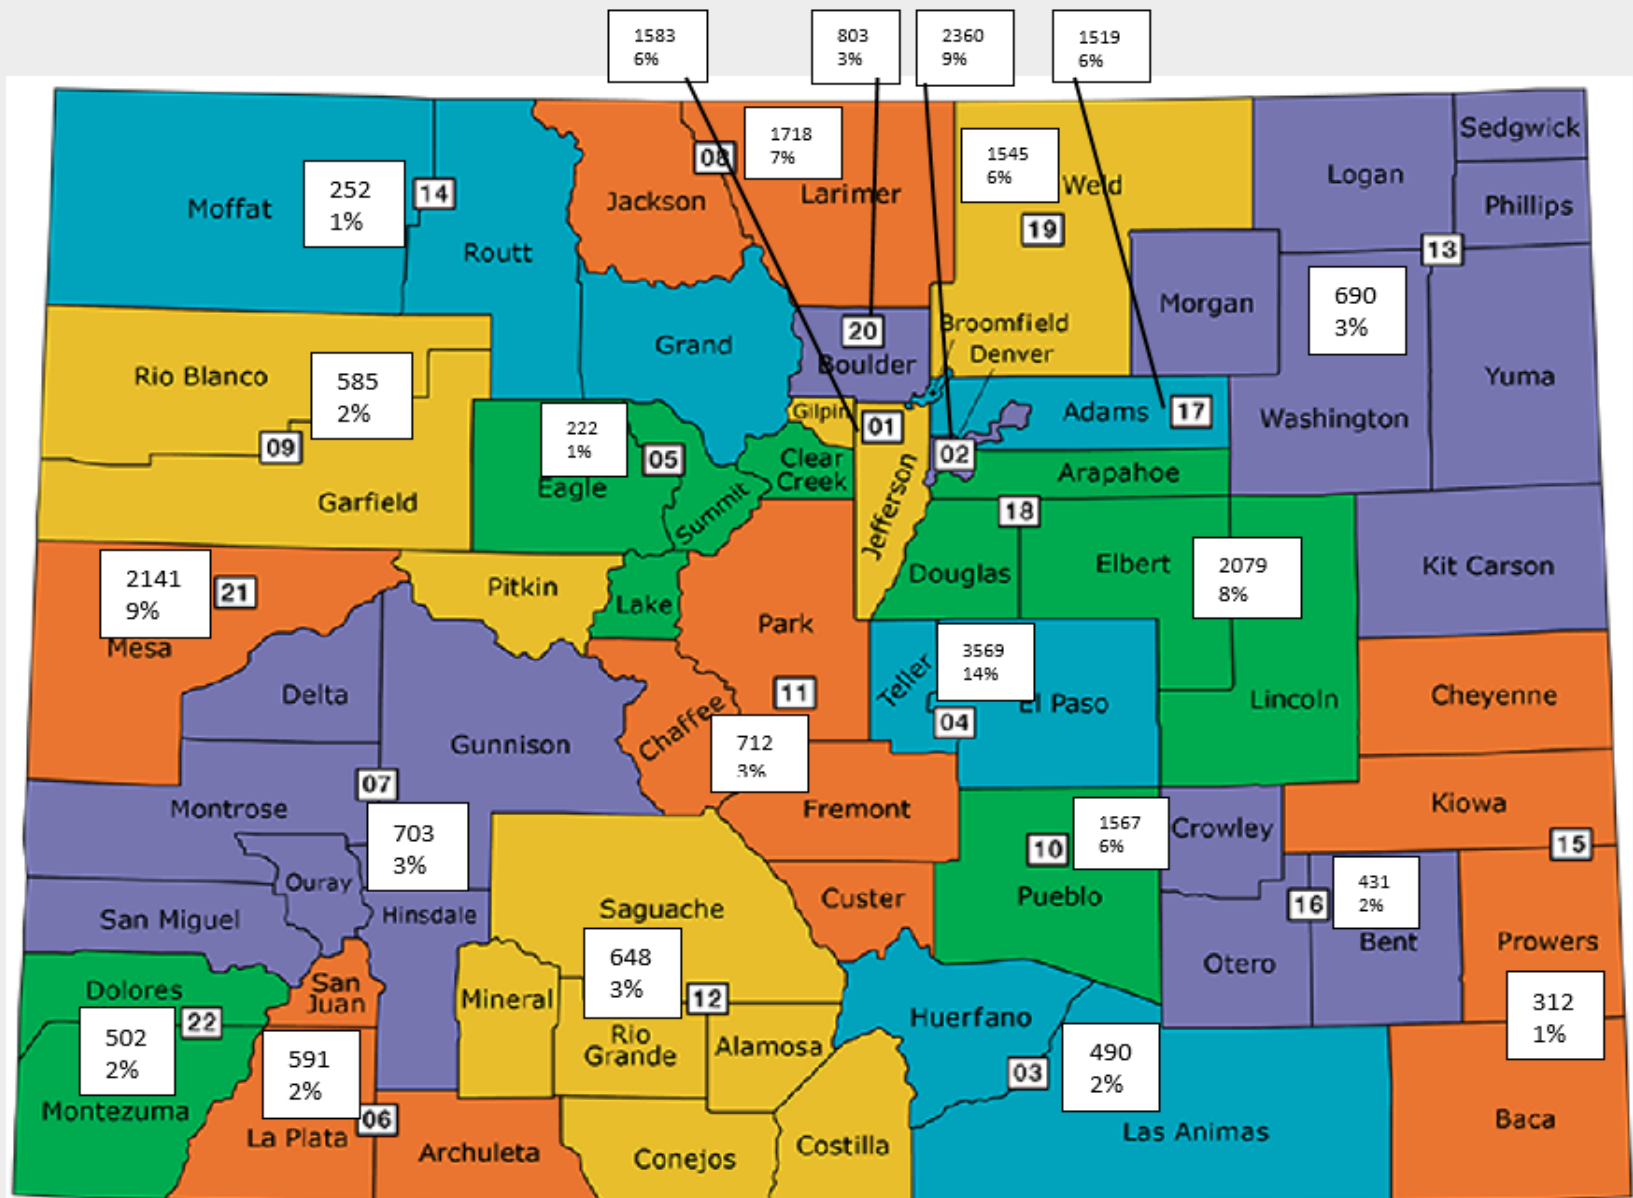 1583
6%
803
3%
2360
9%
1519
6%
1718
7%
08
Jackson
Larimer
1545
6%
Weld
19
Logan
Sedgwick
Phillips
13
Moffat
252
1%
14
Routt
Morgan
690
3%
Yuma
Washington
Grand
20
Boulder
Broomfield
Denver
Rio Blanco
585
2%
09
Garfield
222
1%
05
Eagle
Summit
Gilpin
01
Clear
Creek
Jefferson
02
Adams
17
Arapahoe
18
Douglas
Elbert
2079
8%
Lincoln
Kit Carson
2141
9%
21
Mesa
Pitkin
Lake
Park
11
Teller
3569
14%
04
El Paso
Cheyenne
Delta
Gunnison
Chaffee
712
3%
Fremont
Kiowa
15
07
Montrose
703
3%
Ouray
San Miguel
Hinsdale
Saguache
Custer
10
1567
6%
Pueblo
Crowley
16
431
2%
Bent
Otero
Prowers
312
1%
Dolores
22
502
2%
Montezuma
San
Juan
591
2%
06
La Plata
Archuleta
Mineral
648
3%
12
Rio
Grande
Alamosa
Conejos
Costilla
Huerfano
03
490
2%
Las Animas
Baca